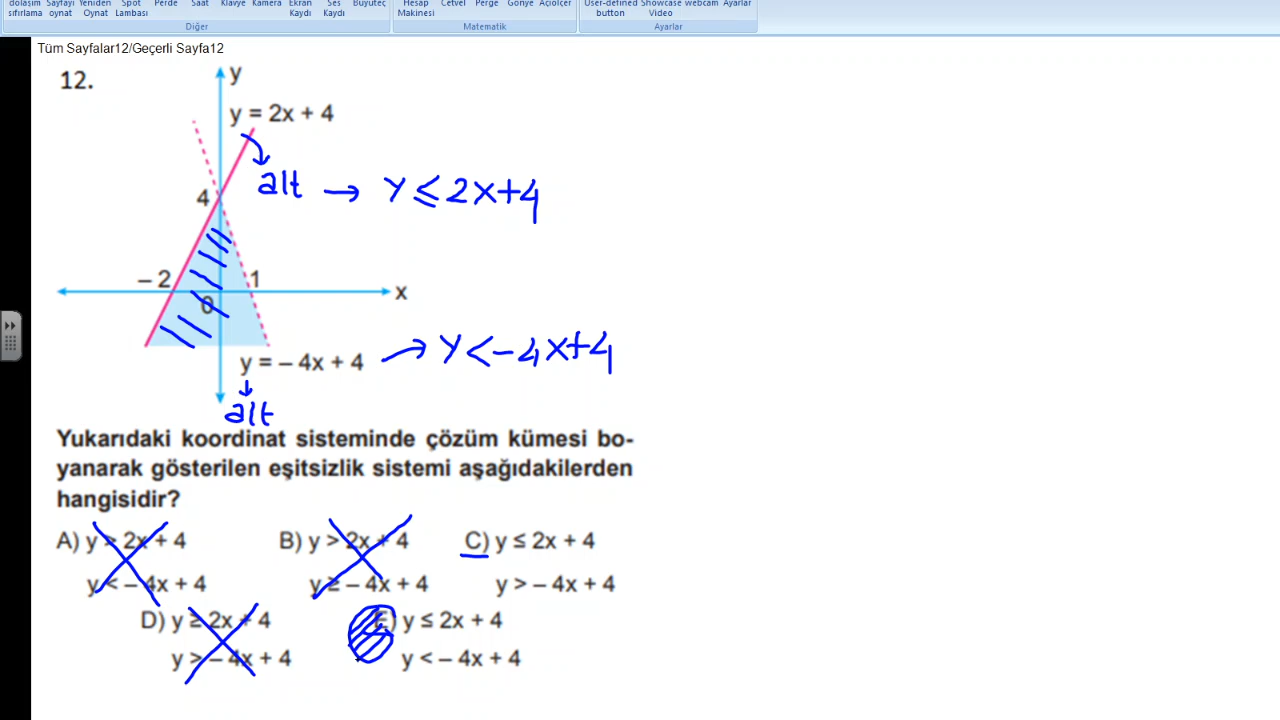 dolaşım Sayfayı Yeniden Spot Perde Saat Klavye Kamera Ekran Ses Büyüteç Hesap Cetvel Perge Gönye Açıölçer User-defined Showcase webcam Ayarlar
sıfırlama oynat Oynat Lambası Kaydı Kaydı Makinesi button Video
Diğer Matematik Ayarlar
Tüm Sayfalar12/Geçerli Sayfa12
12.
y
y = 2x + 4
alt → y ≤ 2x+4
4
– 2 1
0 x
y = – 4x + 4 → y < -4x+4
alt
Yukarıdaki koordinat sisteminde çözüm kümesi bo-
yanarak gösterilen eşitsizlik sistemi aşağıdakilerden
hangisidir?
A) y > 2x + 4 B) y > 2x + 4 C) y ≤ 2x + 4
y < – 4x + 4 y ≥ – 4x + 4 y > – 4x + 4
D) y ≥ 2x + 4 E) y ≤ 2x + 4
y > – 4x + 4 y < – 4x + 4